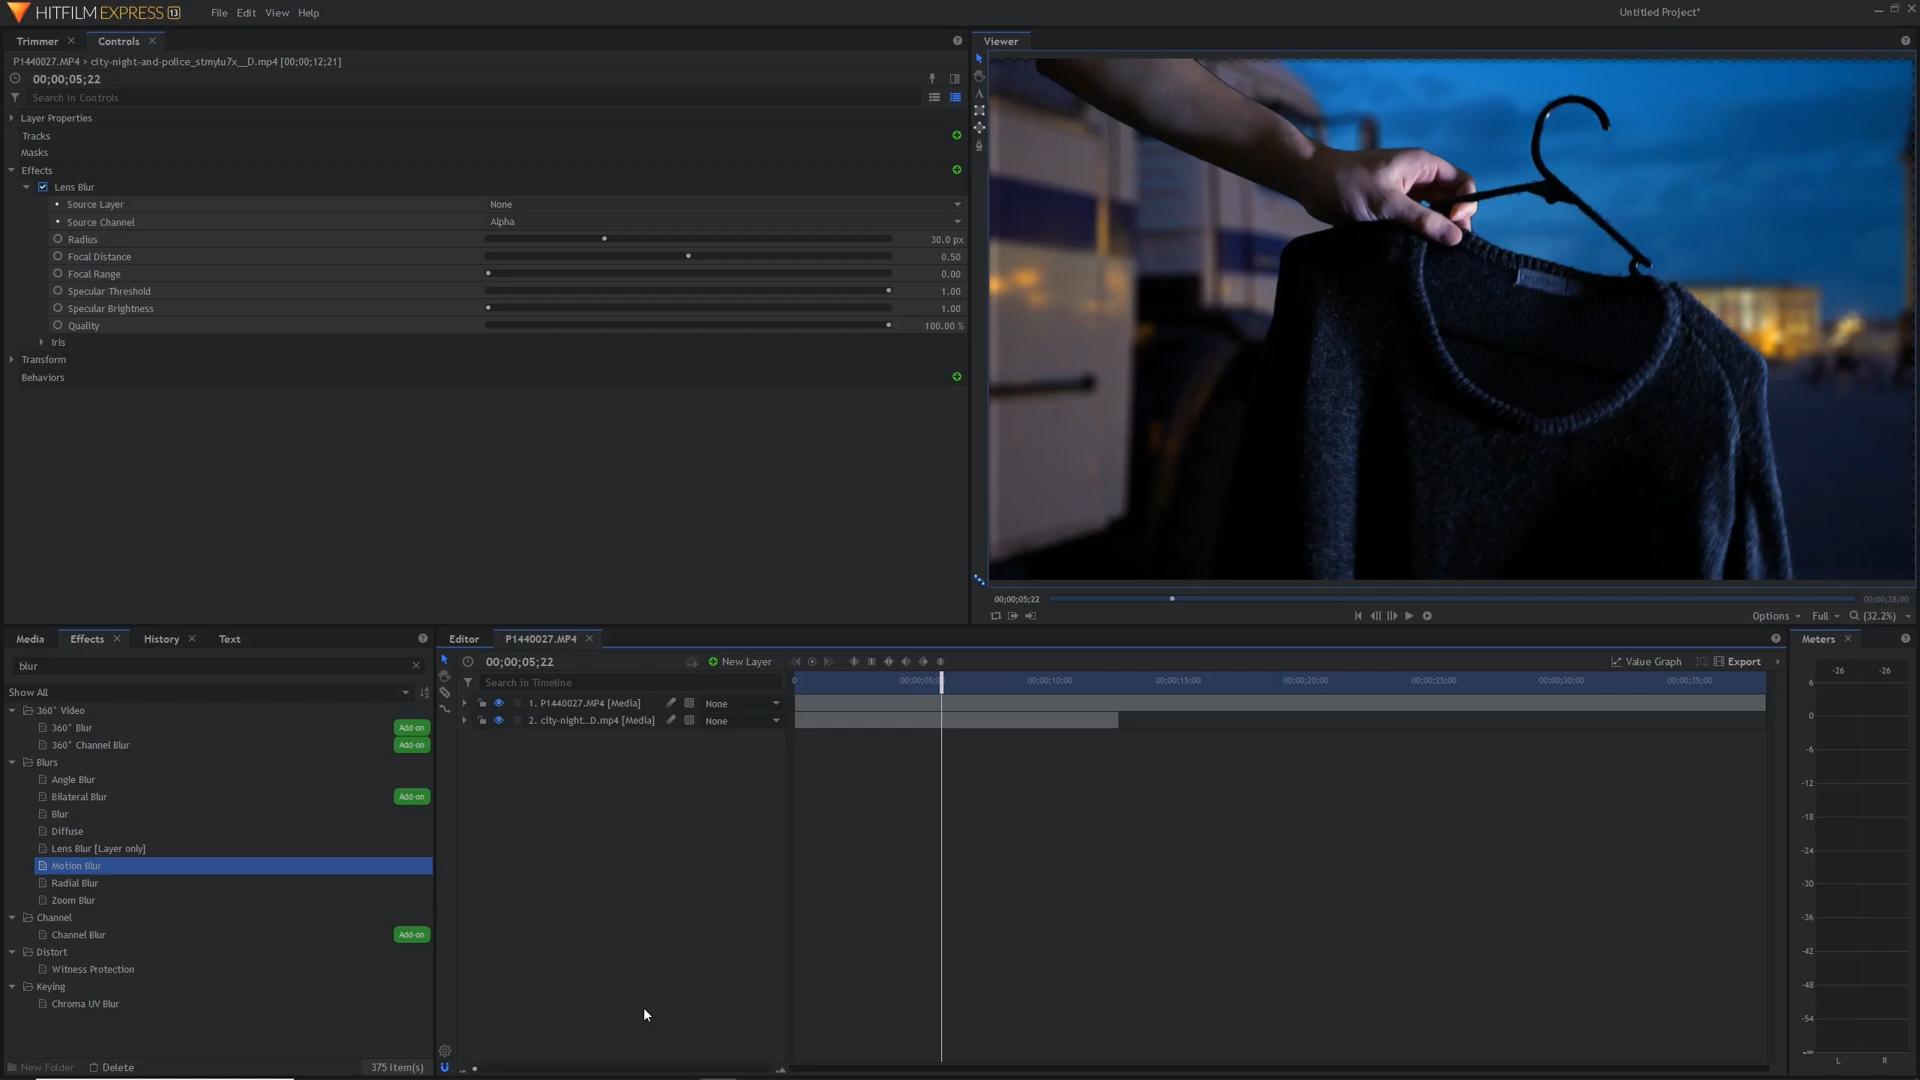 HITFILM EXPRESS 13
File Edit View Help
Untitled Project*
Trimmer Controls
P1440027.MP4 > city-night-and-police_stmylu7x__D.mp4 [00;00;12;21]
00;00;05;22
Search in Controls
Layer Properties
Tracks
Masks
Effects
Lens Blur
Source Layer None
Source Channel Alpha
Radius 30.0 px
Focal Distance 0.50
Focal Range 0.00
Specular Threshold 1.00
Specular Brightness 1.00
Quality 100.00 %
Iris
Transform
Behaviors
Viewer
00;00;05;22
00;00;38;00
Options Full (32.2%)
Media Effects History Text
blur
Show All
360° Video
360° Blur Add-on
360° Channel Blur Add-on
Blurs
Angle Blur
Bilateral Blur Add-on
Blur
Diffuse
Lens Blur [Layer only]
Motion Blur
Radial Blur
Zoom Blur
Channel
Channel Blur Add-on
Distort
Witness Protection
Keying
Chroma UV Blur
New Folder Delete 375 item(s)
Editor P1440027.MP4
00;00;05;22 New Layer Value Graph Export
Search in Timeline
0 00;00;05;0 00;00;10;00 00;00;15;00 00;00;20;00 00;00;25;00 00;00;30;00 00;00;35;00
1. P1440027.MP4 [Media] None
2. city-night...D.mp4 [Media] None
Meters
-26 -26
6
0
-6
-12
-18
-24
-30
-36
-42
-48
-54
-∞
L R